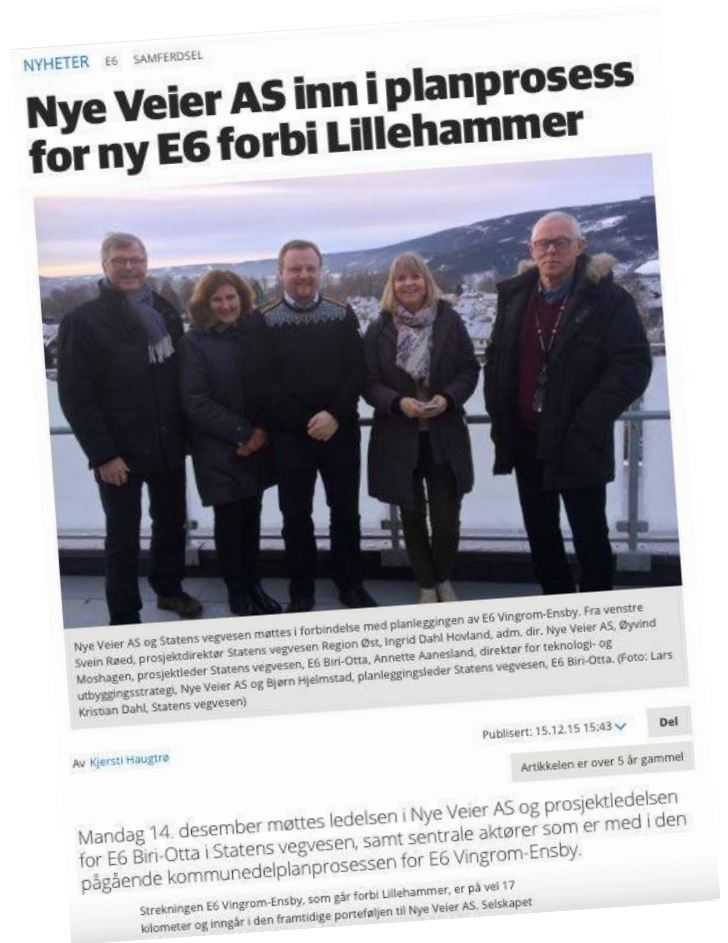 NYHETER E6 SAMFERDSEL
Nye Veier AS inn i planprosess
for ny E6 forbi Lillehammer
Nye Veier AS og Statens vegvesen møttes i forbindelse med planleggingen av E6 Vingrom-Ensby. Fra venstre
Svein Røed, prosjektdirektør Statens vegvesen Region Øst, Ingrid Dahl Hovland, adm. dir. Nye Veier AS, Øyvind
Moshagen, prosjektleder Statens vegvesen, E6 Biri-Otta, Annette Aanesland, direktør for teknologi- og
utbyggingsstrategi, Nye Veier AS og Bjørn Hjelmstad, planleggingsleder Statens vegvesen, E6 Biri-Otta. (Foto: Lars
Kristian Dahl, Statens vegvesen)
Publisert: 15.12.15 15:43 Del
Av Kjersti Haugtrø
Artikkelen er over 5 år gammel
Mandag 14. desember møttes ledelsen i Nye Veier AS og prosjektledelsen
for E6 Biri-Otta i Statens vegvesen, samt sentrale aktører som er med i den
pågående kommunedelplanprosessen for E6 Vingrom-Ensby.
Strekningen E6 Vingrom-Ensby, som går forbi Lillehammer, er på vel 17
kilometer og inngår i den framtidige porteføljen til Nye Veier AS. Selskapet